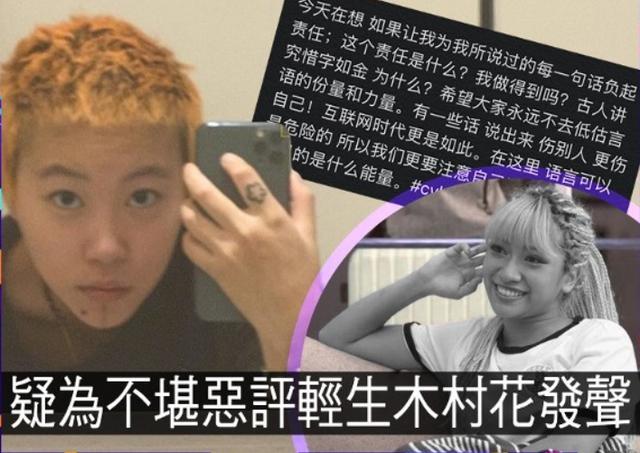 今天在想 如果让我为我所说过的每一句话负起
责任；这个责任是什么？我做得到吗？古人讲
究惜字如金 为什么？希望大家永远不去低估言
语的份量和力量。有一些话 说出来 伤别人 更伤
自己！互联网时代更是如此。在这里 语言可以
是危险的 所以我们更要注意自己
的是什么能量。#cy
疑為不堪惡評輕生木村花發聲